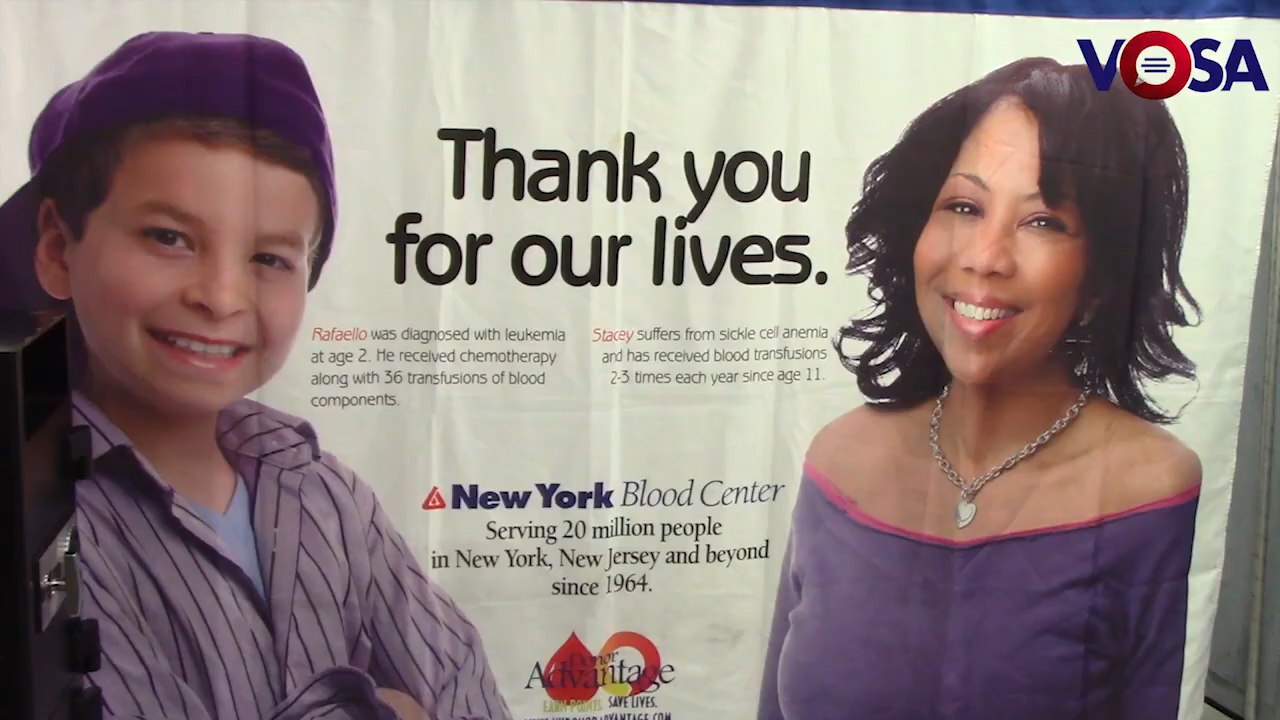 VOSA
Thank you
for our lives.
Rafaello was diagnosed with leukemia
at age 2. He received chemotherapy
along with 36 transfusions of blood
components.
Stacey suffers from sickle cell anemia
and has received blood transfusions
2-3 times each year since age 11.
New York Blood Center
Serving 20 million people
in New York, New Jersey and beyond
since 1964.
Donor
Advantage
EARN POINTS. SAVE LIVES.